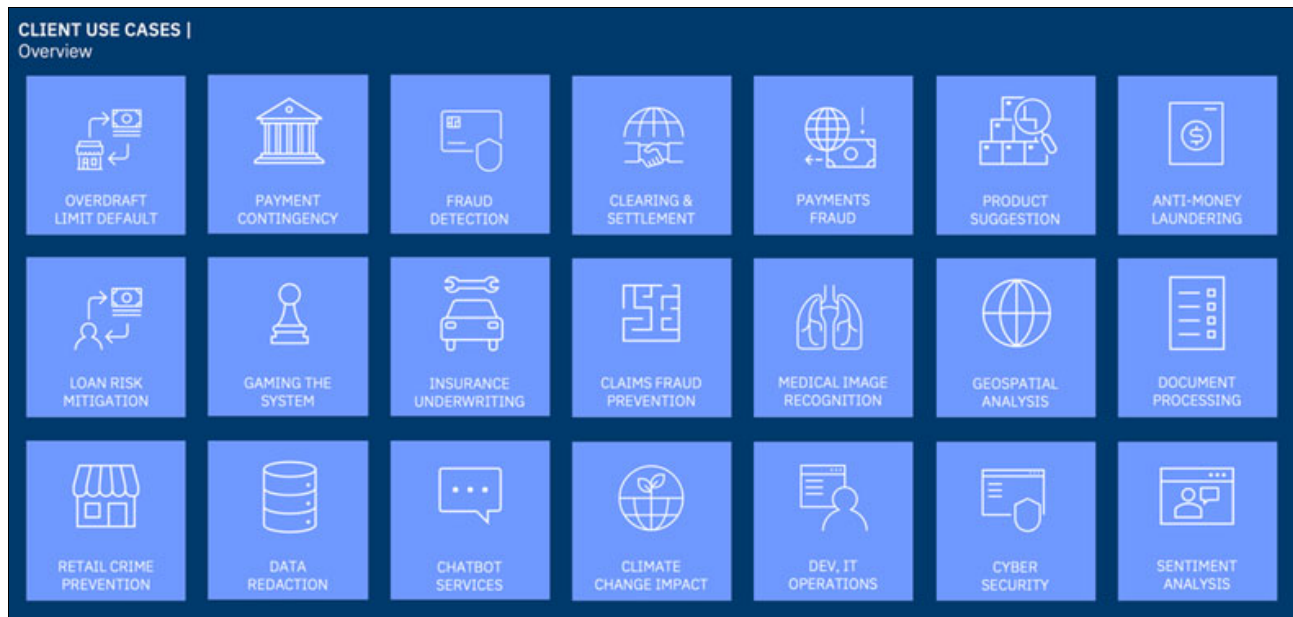 CLIENT USE CASES |
Overview
OVERDRAFT
LIMIT DEFAULT
PAYMENT
CONTINGENCY
FRAUD
DETECTION
CLEARING &
SETTLEMENT
PAYMENTS
FRAUD
PRODUCT
SUGGESTION
ANTI-MONEY
LAUNDERING
LOAN RISK
MITIGATION
GAMING THE
SYSTEM
INSURANCE
UNDERWRITING
CLAIMS FRAUD
PREVENTION
MEDICAL IMAGE
RECOGNITION
GEOSPATIAL
ANALYSIS
DOCUMENT
PROCESSING
RETAIL CRIME
PREVENTION
DATA
REDACTION
CHATBOT
SERVICES
CLIMATE
CHANGE IMPACT
DEV, IT
OPERATIONS
CYBER
SECURITY
SENTIMENT
ANALYSIS